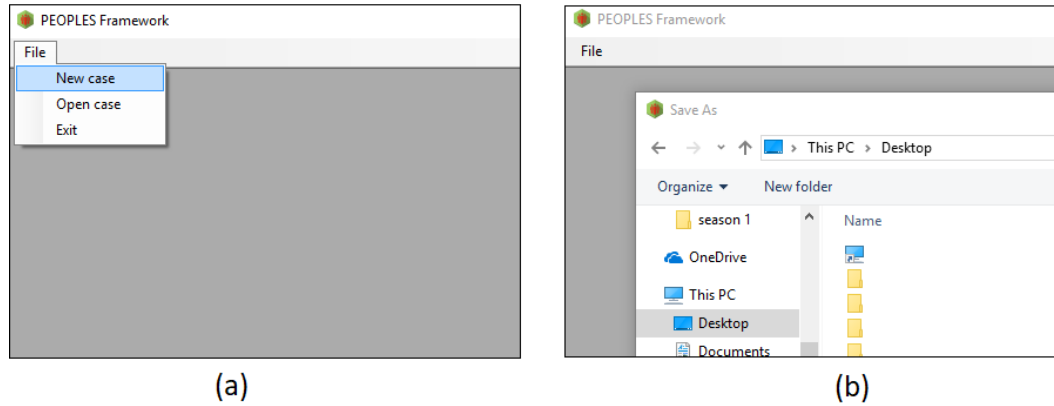 PEOPLES Framework
File
New case
Open case
Exit
(a)
PEOPLES Framework
File
Save As
This PC > Desktop
Organize
New folder
season 1
Name
OneDrive
This PC
Desktop
Documents
(b)